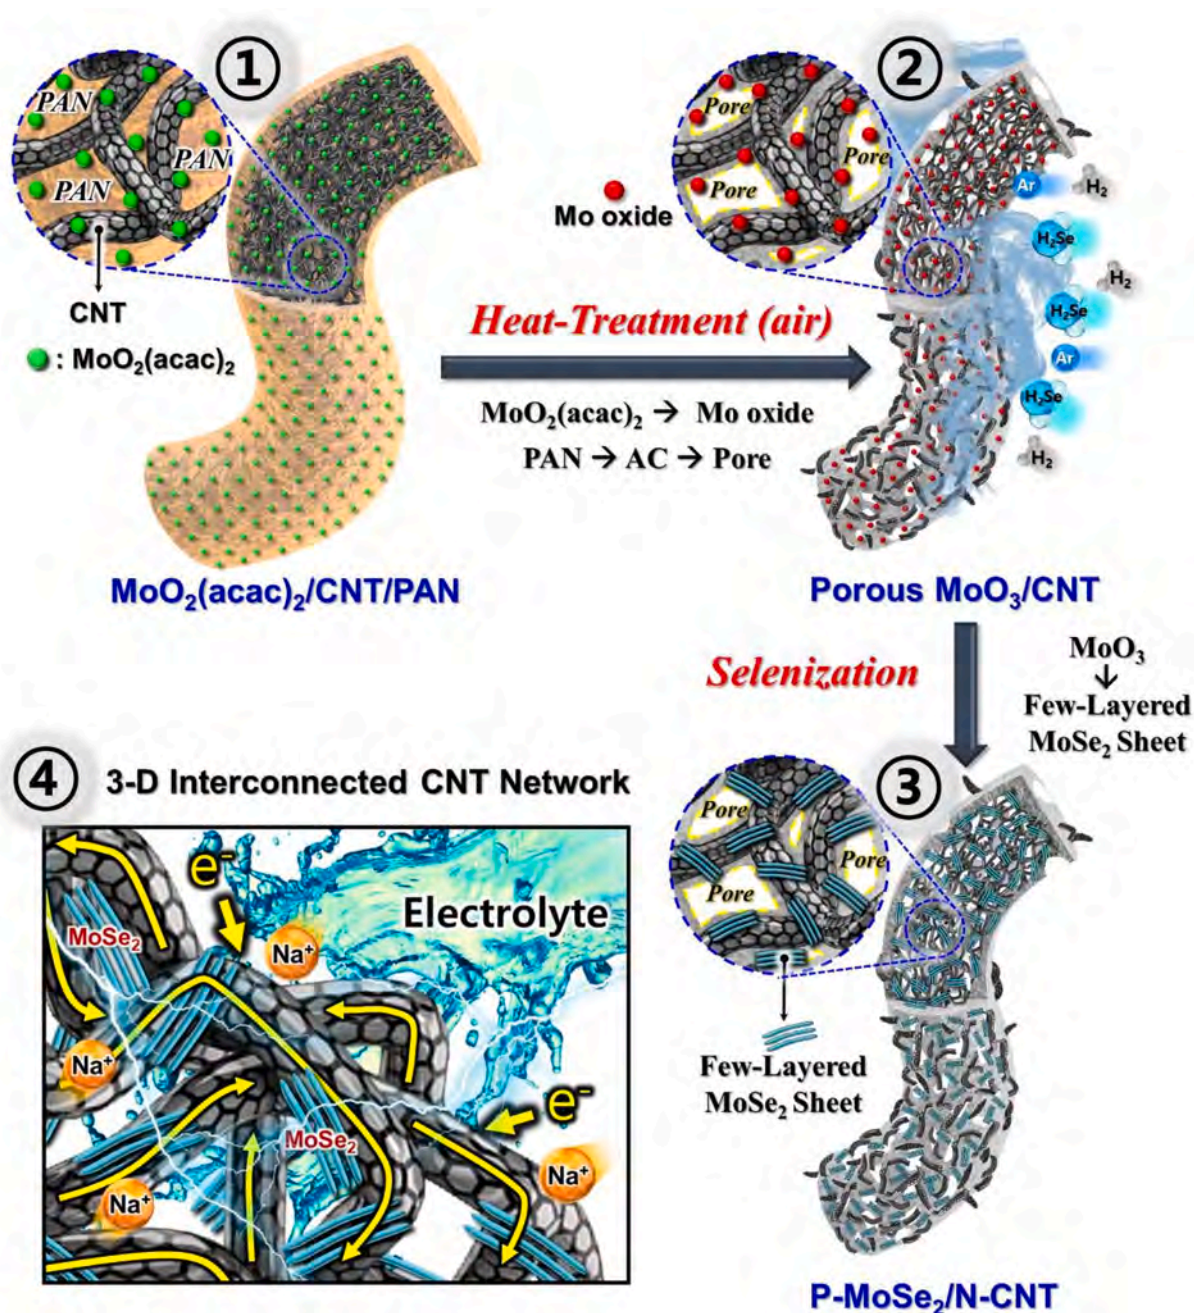 ①
PAN
PAN
PAN
CNT
: MoO₂(acac)₂
MoO₂(acac)₂/CNT/PAN
Heat-Treatment (air)
MoO₂(acac)₂ → Mo oxide
PAN → AC → Pore
②
Pore
Pore
Pore
Mo oxide
Ar
H₂
H₂Se
H₂
H₂Se
Ar
H₂Se
H₂
Porous MoO₃/CNT
Selenization
MoO₃
↓
Few-Layered
MoSe₂ Sheet
③
Pore
Pore
Pore
Few-Layered
MoSe₂ Sheet
P-MoSe₂/N-CNT
④ 3-D Interconnected CNT Network
e⁻
Electrolyte
MoSe₂
Na⁺
Na⁺
e⁻
MoSe₂
Na⁺
Na⁺